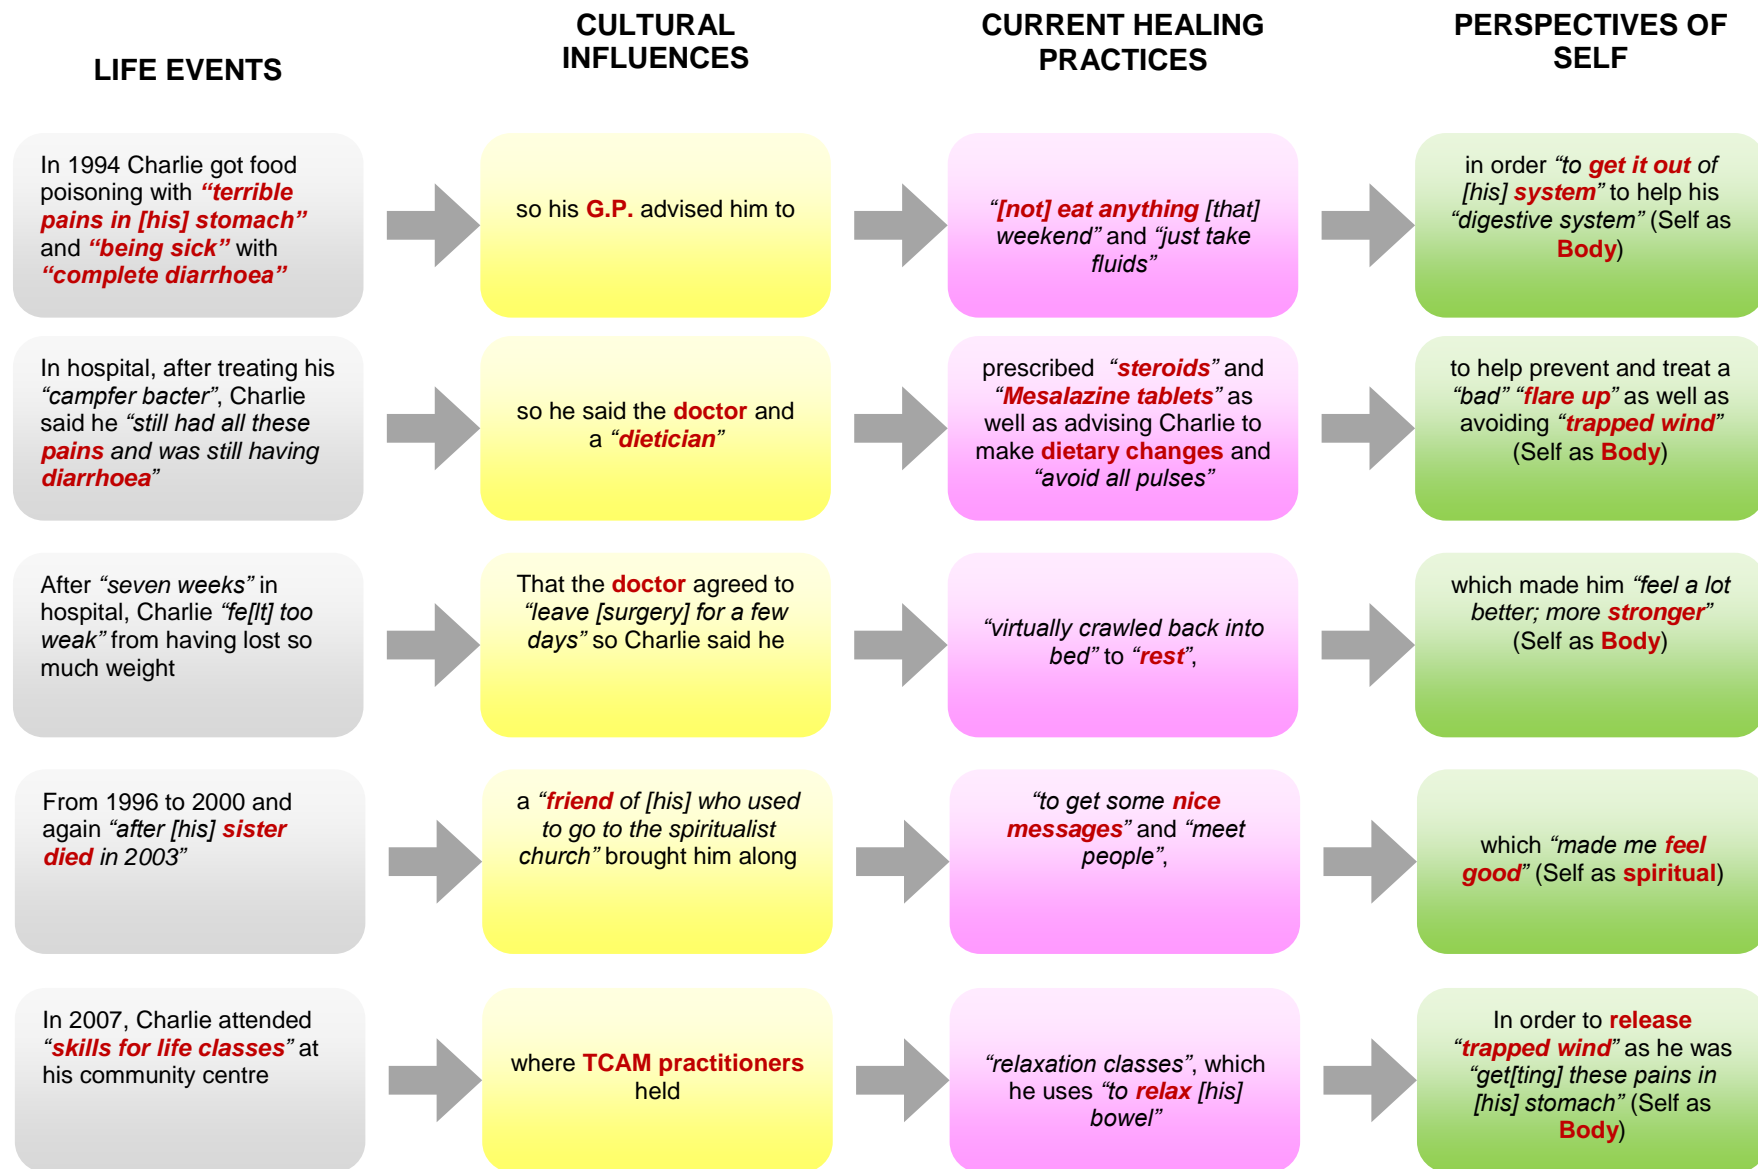 LIFE EVENTS
CULTURAL
INFLUENCES
CURRENT HEALING
PRACTICES
PERSPECTIVES OF
SELF
In 1994 Charlie got food
poisoning with “terrible
pains in [his] stomach”
and “being sick” with
“complete diarrhoea”
so his G.P. advised him to
“[not] eat anything [that]
weekend” and “just take
fluids”
in order “to get it out of
[his] system” to help his
“digestive system” (Self as
Body)
In hospital, after treating his
“campfer bacter”, Charlie
said he “still had all these
pains and was still having
diarrhoea”
so he said the doctor and
a “dietician”
prescribed “steroids” and
“Mesalazine tablets” as
well as advising Charlie to
make dietary changes and
“avoid all pulses”
to help prevent and treat a
“bad” “flare up” as well as
avoiding “trapped wind”
(Self as Body)
After “seven weeks” in
hospital, Charlie “fe[lt] too
weak” from having lost so
much weight
That the doctor agreed to
“leave [surgery] for a few
days” so Charlie said he
“virtually crawled back into
bed” to “rest”,
which made him “feel a lot
better; more stronger”
(Self as Body)
From 1996 to 2000 and
again “after [his] sister
died in 2003”
a “friend of [his] who used
to go to the spiritualist
church” brought him along
“to get some nice
messages” and “meet
people”,
which “made me feel
good” (Self as spiritual)
In 2007, Charlie attended
“skills for life classes” at
his community centre
where TCAM practitioners
held
“relaxation classes”, which
he uses “to relax [his]
bowel”
In order to release
“trapped wind” as he was
“get[ting] these pains in
[his] stomach” (Self as
Body)